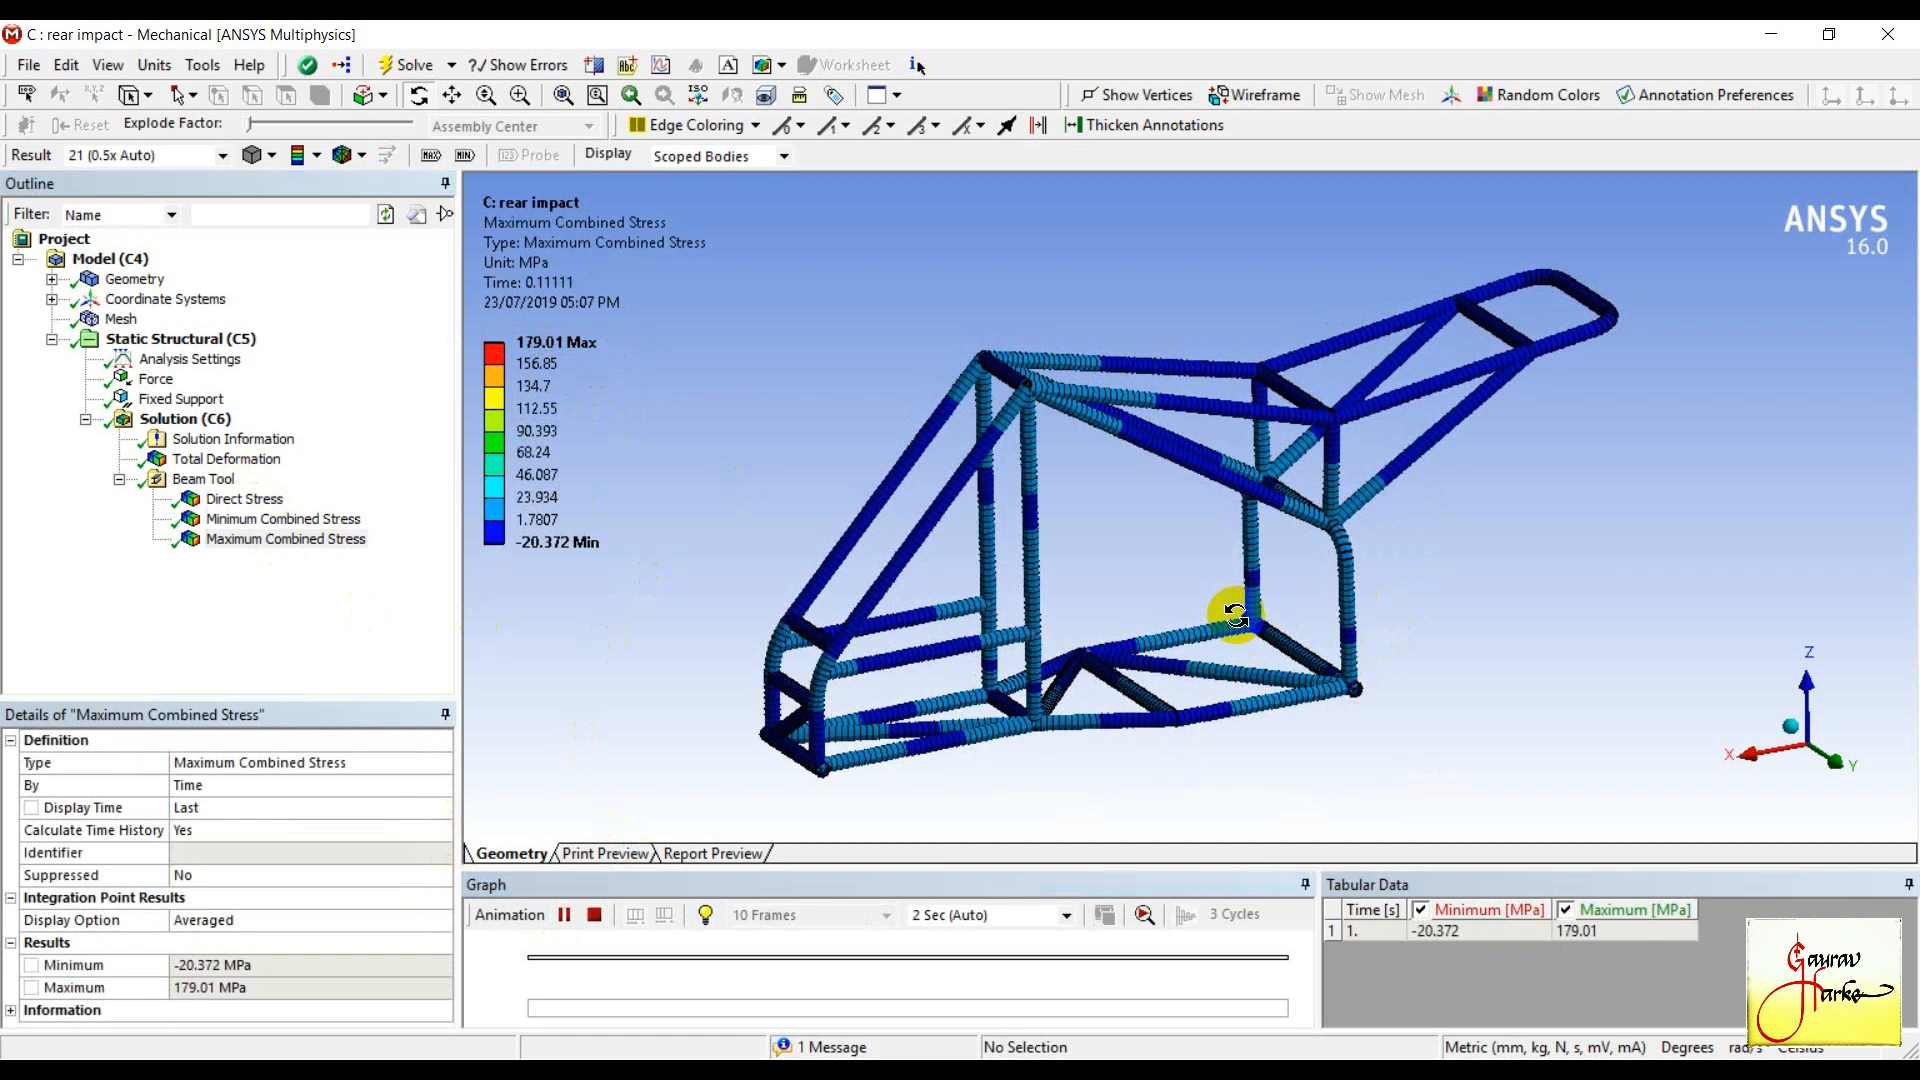 C : rear impact - Mechanical [ANSYS Multiphysics]
File Edit View Units Tools Help Solve ?/ Show Errors Worksheet
Show Vertices Wireframe Show Mesh Random Colors Annotation Preferences
Reset Explode Factor: Assembly Center Edge Coloring Thicken Annotations
Result 21 (0.5x Auto) MAX MIN Probe Display Scoped Bodies
Outline
Filter: Name
Project
Model (C4)
Geometry
Coordinate Systems
Mesh
Static Structural (C5)
Analysis Settings
Force
Fixed Support
Solution (C6)
Solution Information
Total Deformation
Beam Tool
Direct Stress
Minimum Combined Stress
Maximum Combined Stress
Details of "Maximum Combined Stress"
Definition
Type Maximum Combined Stress
By Time
Display Time Last
Calculate Time History Yes
Identifier
Suppressed No
Integration Point Results
Display Option Averaged
Results
Minimum -20.372 MPa
Maximum 179.01 MPa
Information
C: rear impact
Maximum Combined Stress
Type: Maximum Combined Stress
Unit: MPa
Time: 0.11111
23/07/2019 05:07 PM
179.01 Max
156.85
134.7
112.55
90.393
68.24
46.087
23.934
1.7807
-20.372 Min
ANSYS
16.0
Z
X
Y
Geometry Print Preview Report Preview
Graph
Animation 10 Frames 2 Sec (Auto) 3 Cycles
Tabular Data
Time [s] Minimum [MPa] Maximum [MPa]
1 1. -20.372 179.01
Gaurav
Harke
1 Message No Selection Metric (mm, kg, N, s, mV, mA) Degrees rad/s Celsius